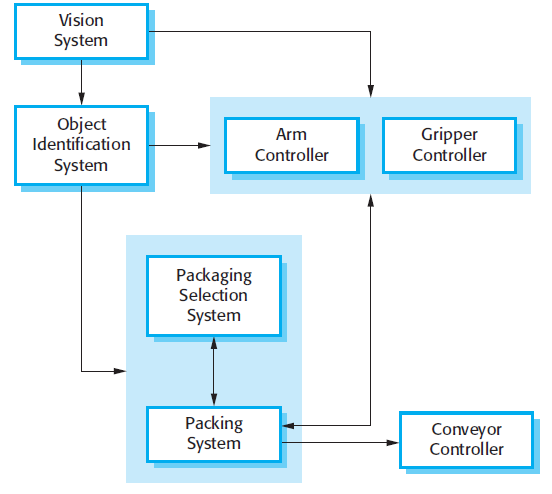 Vision
System
Object
Identification
System
Arm
Controller
Gripper
Controller
Packaging
Selection
System
Packing
System
Conveyor
Controller